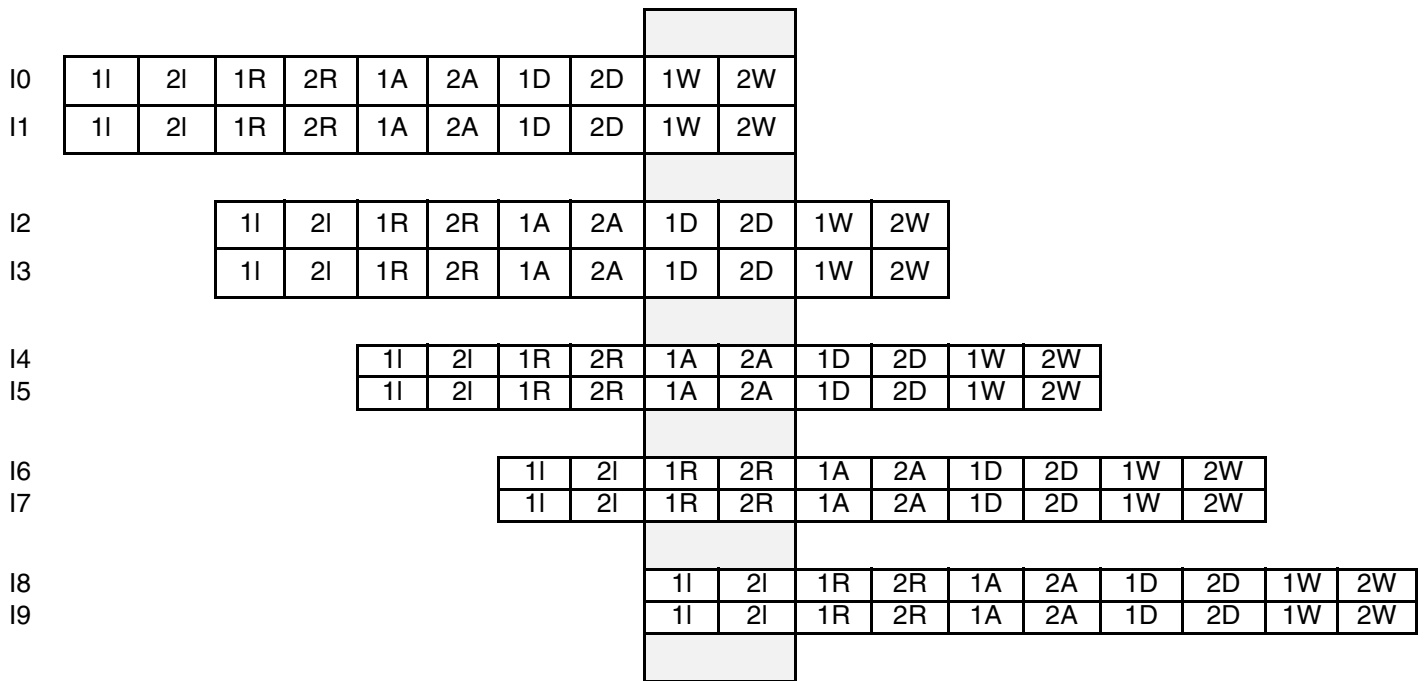 I0 1I 2I 1R 2R 1A 2A 1D 2D 1W 2W
I1 1I 2I 1R 2R 1A 2A 1D 2D 1W 2W
I2 1I 2I 1R 2R 1A 2A 1D 2D 1W 2W
I3 1I 2I 1R 2R 1A 2A 1D 2D 1W 2W
I4 1I 2I 1R 2R 1A 2A 1D 2D 1W 2W
I5 1I 2I 1R 2R 1A 2A 1D 2D 1W 2W
I6 1I 2I 1R 2R 1A 2A 1D 2D 1W 2W
I7 1I 2I 1R 2R 1A 2A 1D 2D 1W 2W
I8 1I 2I 1R 2R 1A 2A 1D 2D 1W 2W
I9 1I 2I 1R 2R 1A 2A 1D 2D 1W 2W